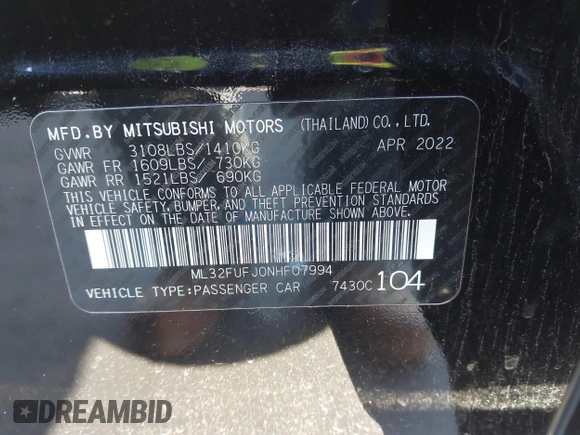 MFD.BY MITSUBISHI MOTORS (THAILAND) CO.,LTD.
GVWR 3108LBS/1410KG APR 2022
GAWR FR 1609LBS/ 730KG
GAWR RR 1521LBS/ 690KG
THIS VEHICLE CONFORMS TO ALL APPLICABLE FEDERAL MOTOR
VEHICLE SAFETY, BUMPER, AND THEFT PREVENTION STANDARDS
IN EFFECT ON THE DATE OF MANUFACTURE SHOWN ABOVE.
ML32FUFJ0NHF07994
VEHICLE TYPE:PASSENGER CAR 7430C 104
DREAMBID